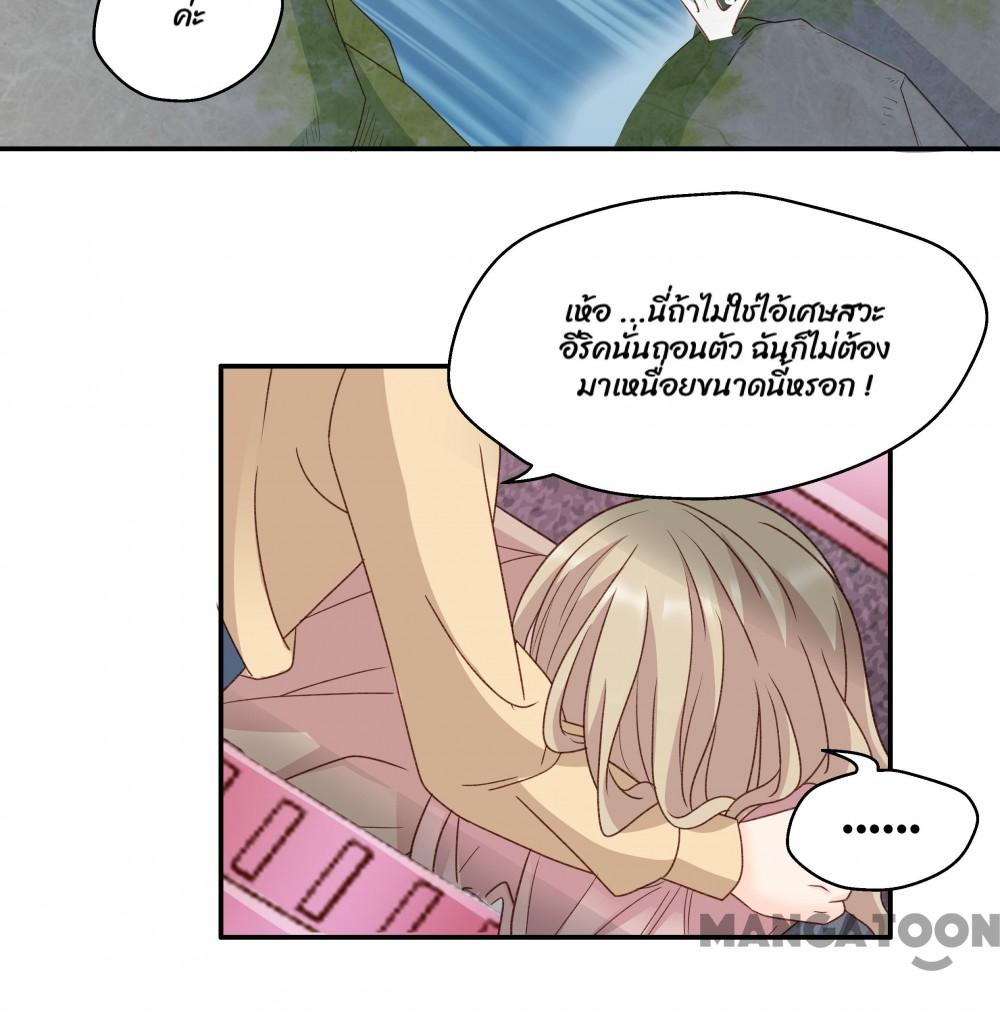 ค่ะ
เห้อ ...นี่ถ้าไม่ใช่ไอ้เศษสวะ
อีริคนั่นถอนตัว ฉันก็ไม่ต้อง
มาเหนื่อยขนาดนี้หรอก !
......
MANGATOON